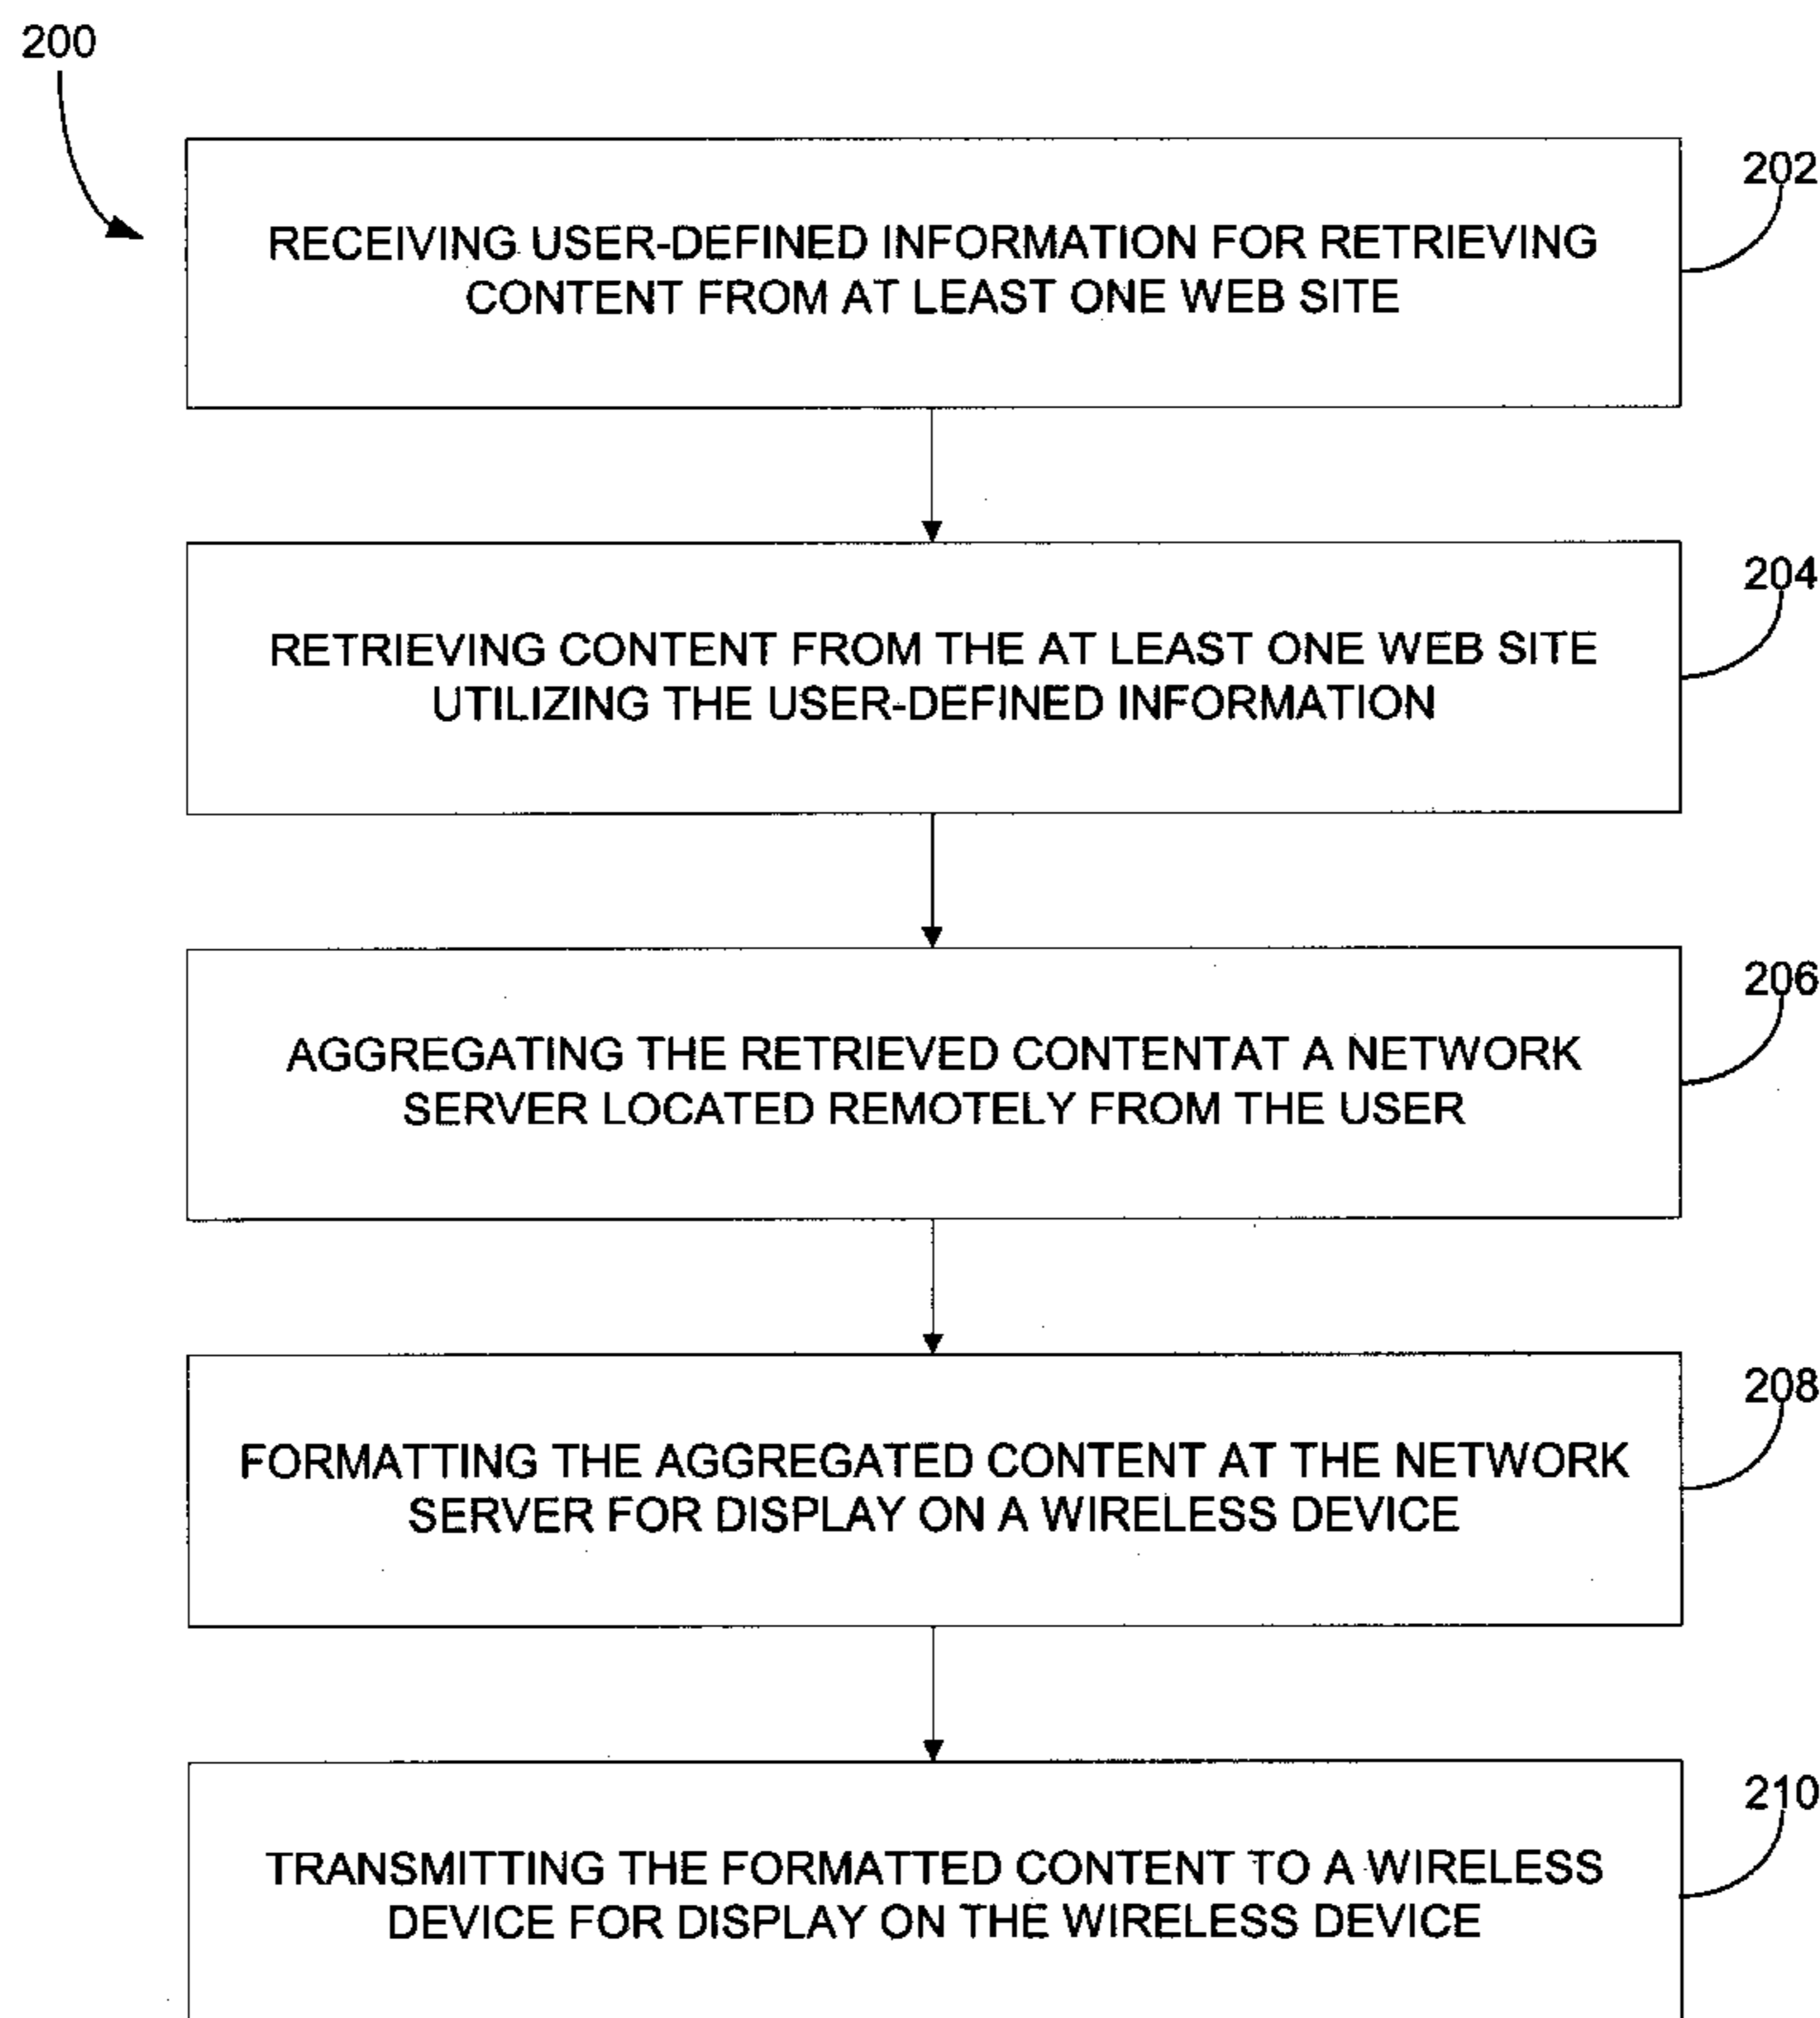 200
202
RECEIVING USER-DEFINED INFORMATION FOR RETRIEVING
CONTENT FROM AT LEAST ONE WEB SITE
204
RETRIEVING CONTENT FROM THE AT LEAST ONE WEB SITE
UTILIZING THE USER-DEFINED INFORMATION
206
AGGREGATING THE RETRIEVED CONTENTAT A NETWORK
SERVER LOCATED REMOTELY FROM THE USER
208
FORMATTING THE AGGREGATED CONTENT AT THE NETWORK
SERVER FOR DISPLAY ON A WIRELESS DEVICE
210
TRANSMITTING THE FORMATTED CONTENT TO A WIRELESS
DEVICE FOR DISPLAY ON THE WIRELESS DEVICE